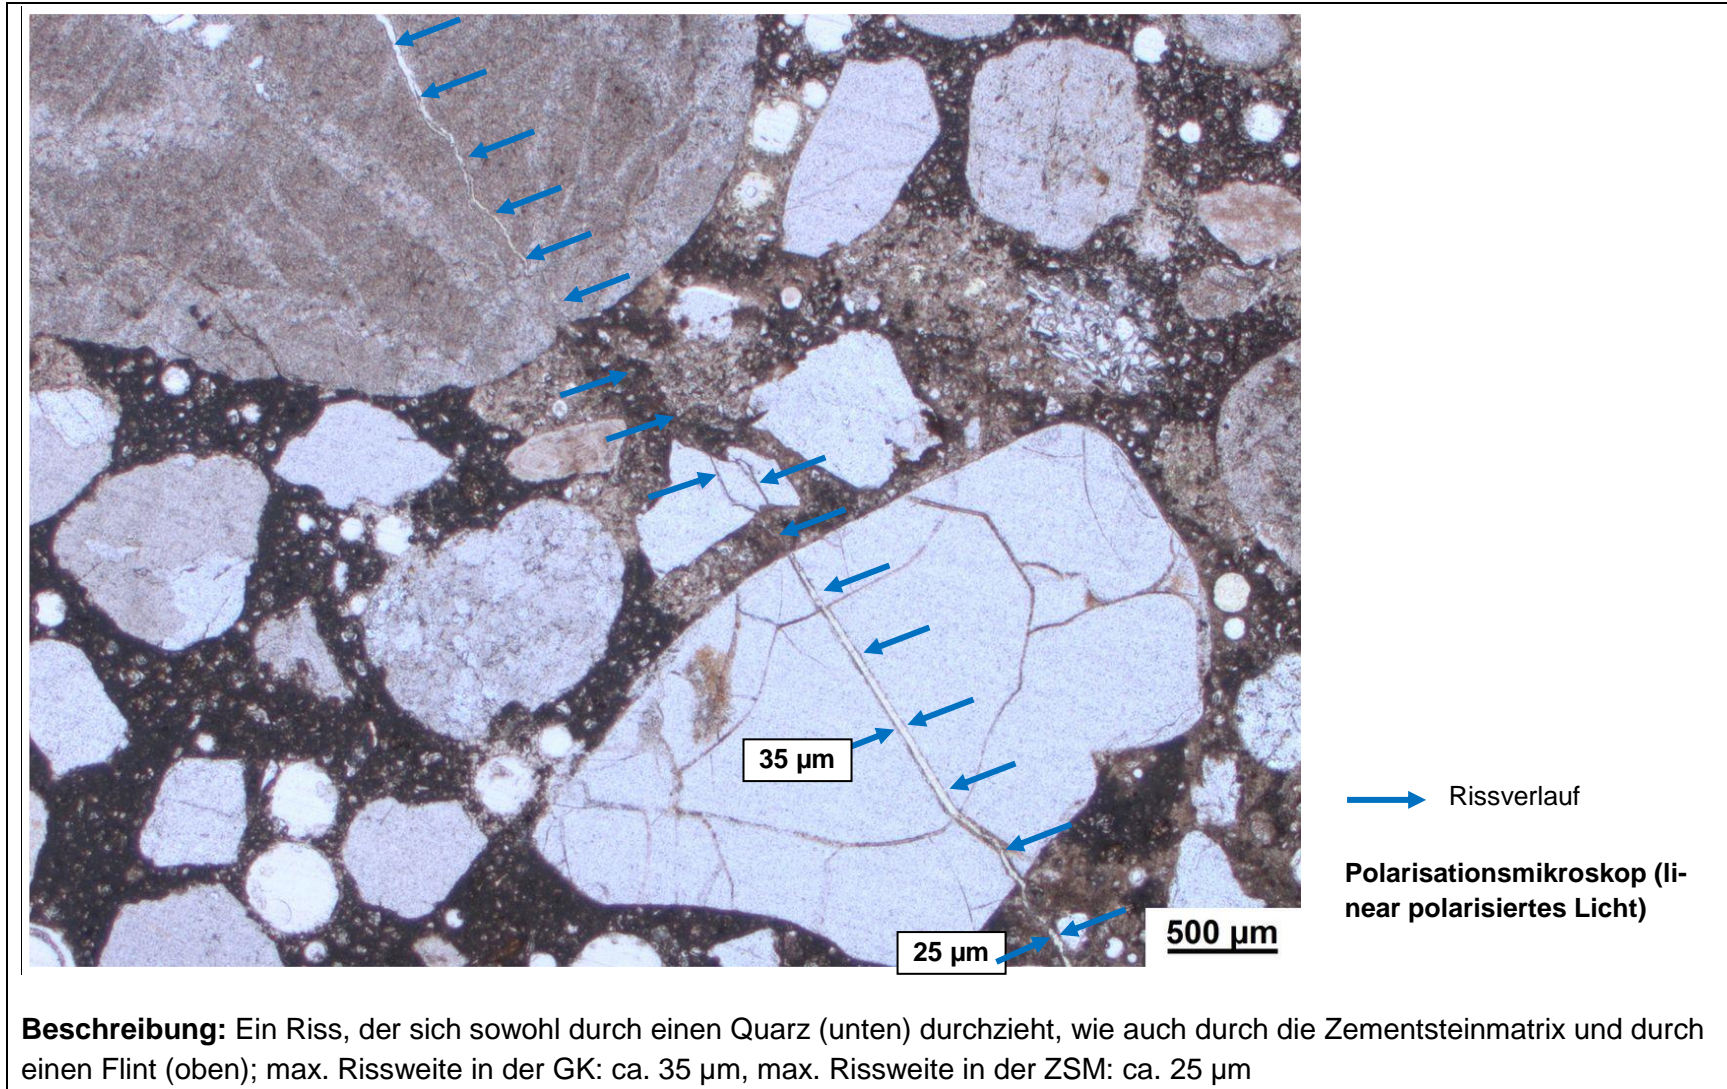 35 µm
25 µm
500 µm
Rissverlauf
Polarisationsmikroskop (li-
near polarisiertes Licht)
Beschreibung: Ein Riss, der sich sowohl durch einen Quarz (unten) durchzieht, wie auch durch die Zementsteinmatrix und durch
einen Flint (oben); max. Rissweite in der GK: ca. 35 µm, max. Rissweite in der ZSM: ca. 25 µm